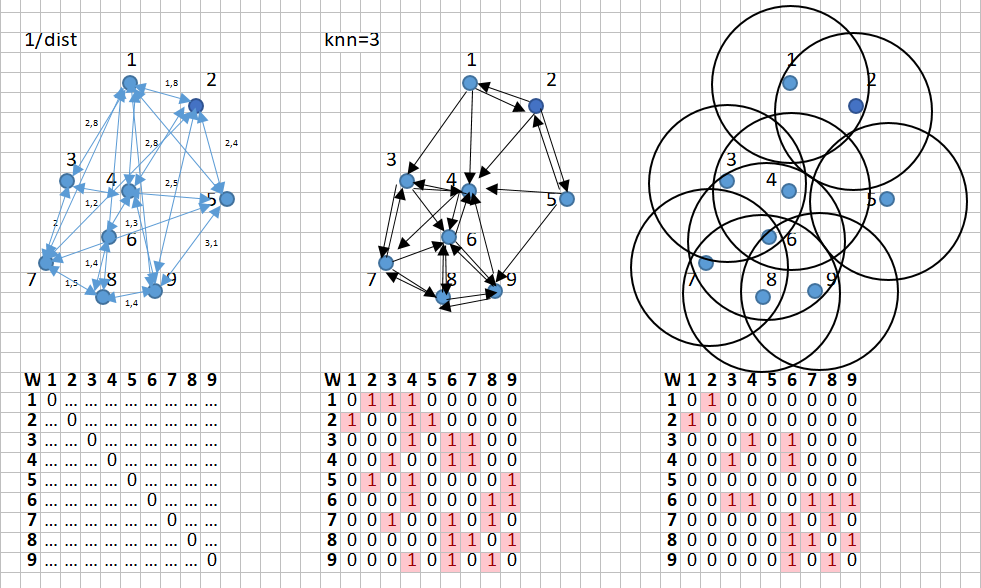 1/dist
1
1,8
2
2,8
2,8
2,4
3
4
2,5
1,2
5
2
1,3
6
3,1
1,4
7
1,5
8
9
1,4
knn=3
1
2
3
4
5
6
7
8
9
1
2
3
4
5
6
7
8
9
W 1 2 3 4 5 6 7 8 9
1 0 ... ... ... ... ... ... ... ...
2 ... 0 ... ... ... ... ... ... ...
3 ... ... 0 ... ... ... ... ... ...
4 ... ... ... 0 ... ... ... ... ...
5 ... ... ... ... 0 ... ... ... ...
6 ... ... ... ... ... 0 ... ... ...
7 ... ... ... ... ... ... 0 ... ...
8 ... ... ... ... ... ... ... 0 ...
9 ... ... ... ... ... ... ... ... 0
W 1 2 3 4 5 6 7 8 9
1 0 1 1 1 0 0 0 0 0
2 1 0 0 1 1 0 0 0 0
3 0 0 0 1 0 1 1 0 0
4 0 0 1 0 0 1 1 0 0
5 0 1 0 1 0 0 0 0 1
6 0 0 0 1 0 0 0 1 1
7 0 0 1 0 0 1 0 1 0
8 0 0 0 0 0 1 1 0 1
9 0 0 0 1 0 1 0 1 0
W 1 2 3 4 5 6 7 8 9
1 0 1 0 0 0 0 0 0 0
2 1 0 0 0 0 0 0 0 0
3 0 0 0 1 0 1 0 0 0
4 0 0 1 0 0 1 0 0 0
5 0 0 0 0 0 0 0 0 0
6 0 0 1 1 0 0 1 1 1
7 0 0 0 0 0 1 0 1 0
8 0 0 0 0 0 1 1 0 1
9 0 0 0 0 0 1 0 1 0